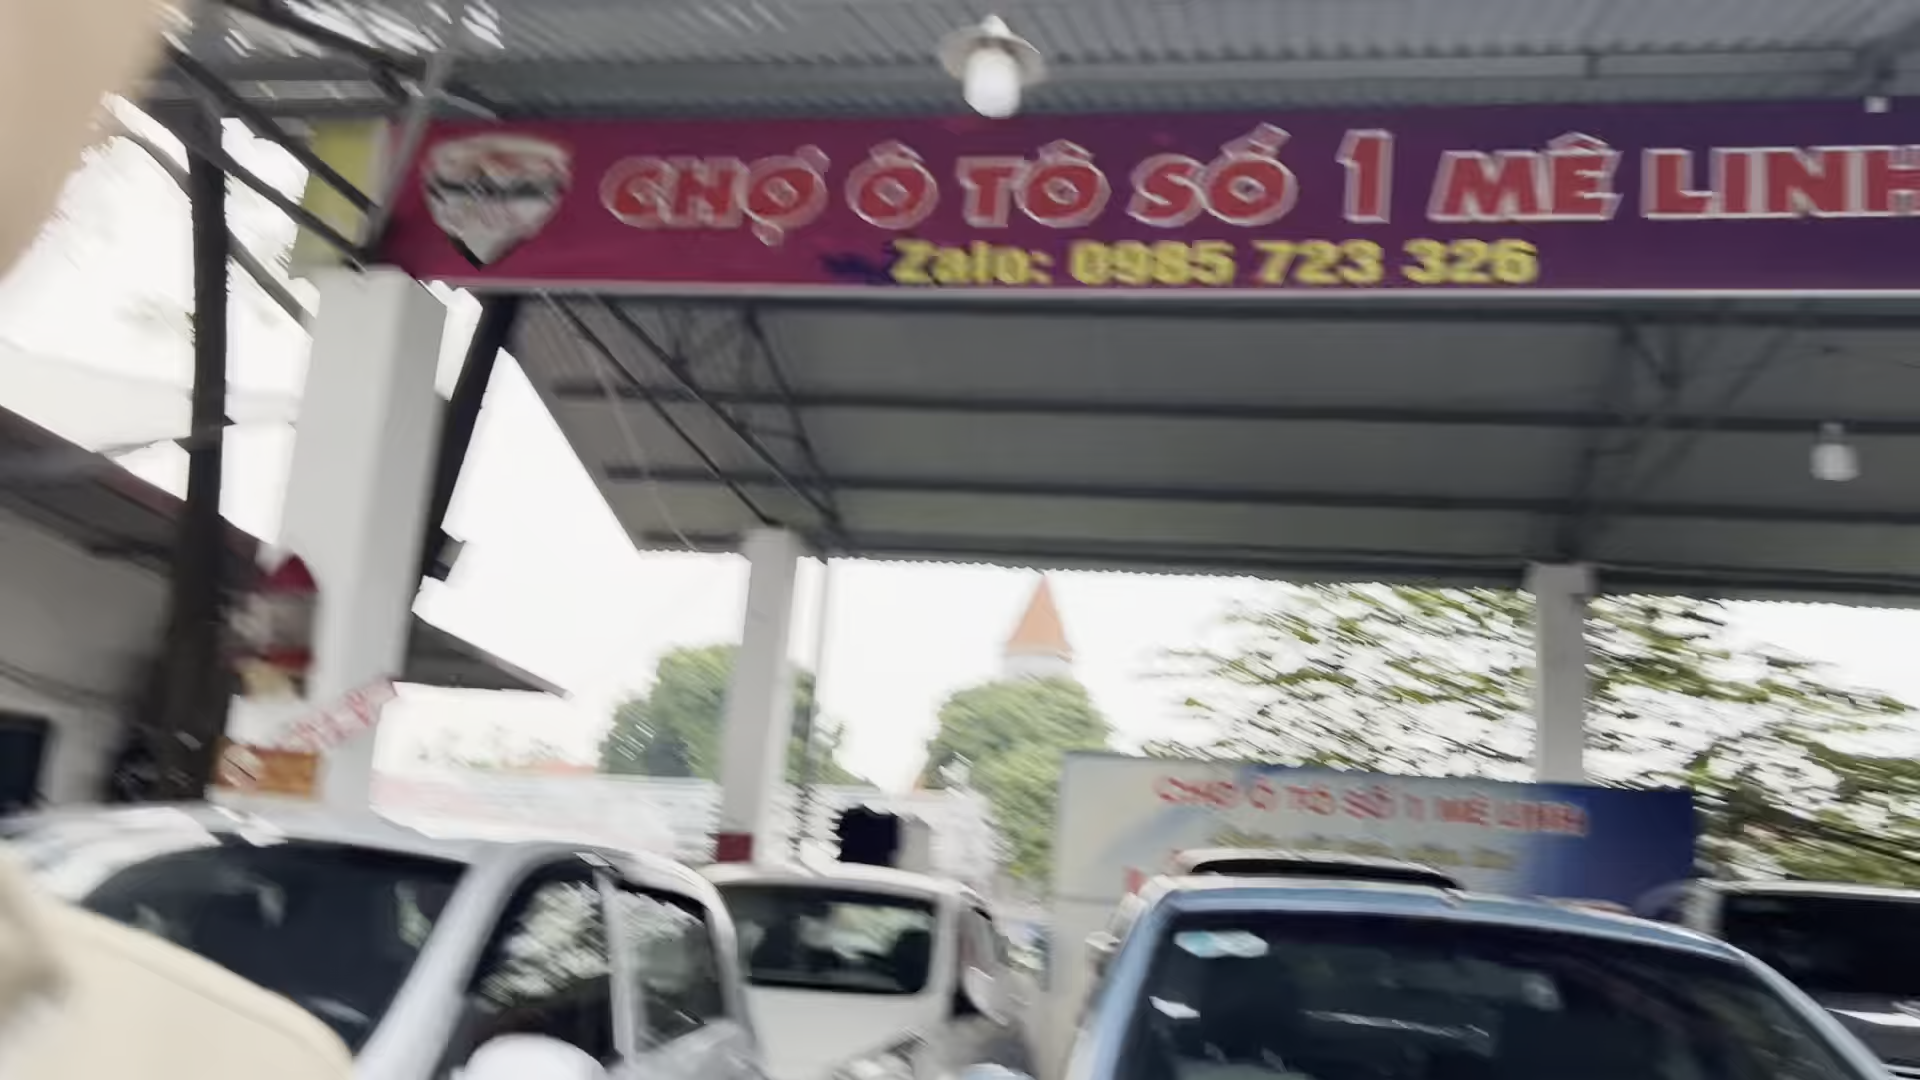 CHỢ Ô TÔ SỐ 1 MÊ LINH
Zalo: 0985 723 326
CHỢ Ô TÔ SỐ 1 MÊ LINH